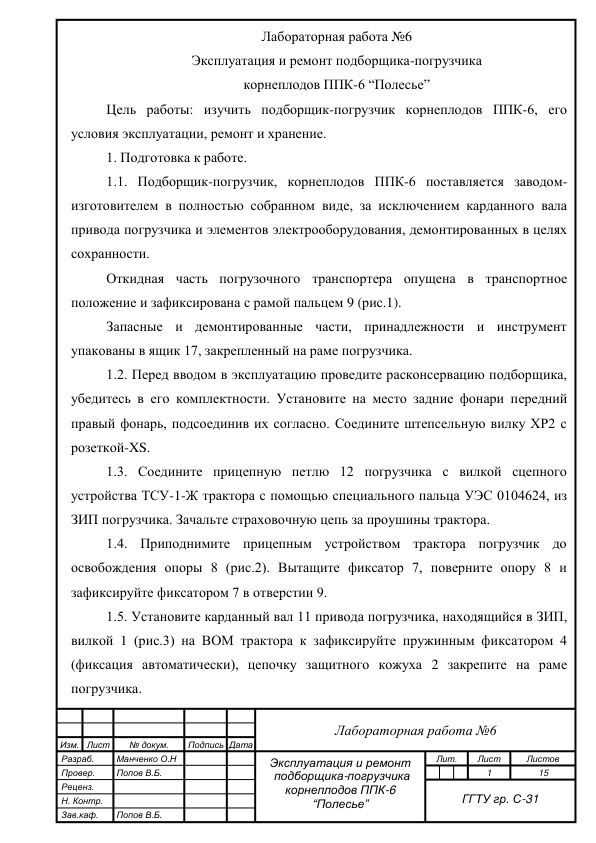 Лабораторная работа №6
Эксплуатация и ремонт подборщика-погрузчика
корнеплодов ППК-6 “Полесье”
Цель работы: изучить подборщик-погрузчик корнеплодов ППК-6, его
условия эксплуатации, ремонт и хранение.
1. Подготовка к работе.
1.1. Подборщик-погрузчик, корнеплодов ППК-6 поставляется заводом-
изготовителем в полностью собранном виде, за исключением карданного вала
привода погрузчика и элементов электрооборудования, демонтированных в целях
сохранности.
Откидная часть погрузочного транспортера опущена в транспортное
положение и зафиксирована с рамой пальцем 9 (рис.1).
Запасные и демонтированные части, принадлежности и инструмент
упакованы в ящик 17, закрепленный на раме погрузчика.
1.2. Перед вводом в эксплуатацию проведите расконсервацию подборщика,
убедитесь в его комплектности. Установите на место задние фонари передний
правый фонарь, подсоединив их согласно. Соедините штепсельную вилку ХР2 с
розеткой-XS.
1.3. Соедините прицепную петлю 12 погрузчика с вилкой сцепного
устройства ТСУ-1-Ж трактора с помощью специального пальца УЭС 0104624, из
ЗИП погрузчика. Зачальте страховочную цепь за проушины трактора.
1.4. Приподнимите прицепным устройством трактора погрузчик до
освобождения опоры 8 (рис.2). Вытащите фиксатор 7, поверните опору 8 и
зафиксируйте фиксатором 7 в отверстии 9.
1.5. Установите карданный вал 11 привода погрузчика, находящийся в ЗИП,
вилкой 1 (рис.3) на ВОМ трактора к зафиксируйте пружинным фиксатором 4
(фиксация автоматически), цепочку защитного кожуха 2 закрепите на раме
погрузчика.
Лабораторная работа №6
Изм. Лист № докум. Подпись Дата
Разраб. Манченко О.Н
Провер. Попов В.Б.
Реценз.
Н. Контр.
Зав.каф. Попов В.Б.
Эксплуатация и ремонт
подборщика-погрузчика
корнеплодов ППК-6
“Полесье”
Лит. Лист Листов
1 15
ГГТУ гр. С-31